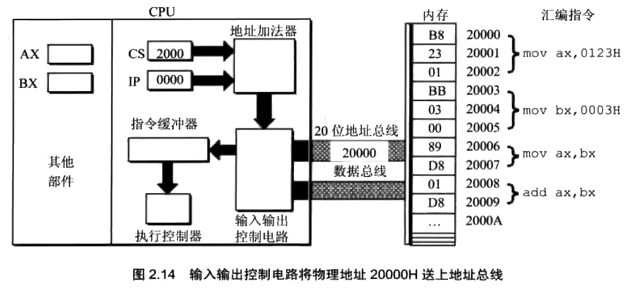 CPU
内存
汇编指令
地址加法器
AX
BX
CS
2000
IP
0000
指令缓冲器
其他
部件
执行控制器
输入输出
控制电路
20位地址总线
20000
数据总线
B8 20000
23 20001 mov ax,0123H
01 20002
BB 20003
03 20004 mov bx,0003H
00 20005
89 20006 mov ax,bx
D8 20007
01 20008 add ax,bx
D8 20009
… 2000A
图 2.14 输入输出控制电路将物理地址 20000H 送上地址总线